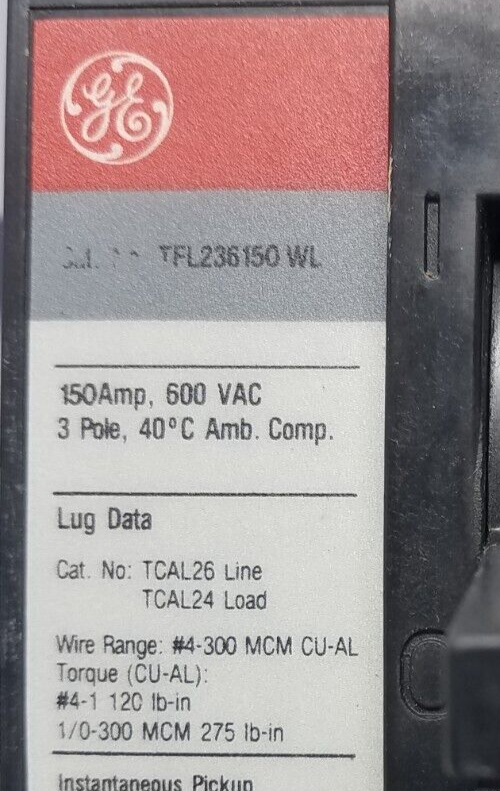 GE
TFL236150 WL
150Amp, 600 VAC
3 Pole, 40°C Amb. Comp.
Lug Data
Cat. No: TCAL26 Line
TCAL24 Load
Wire Range: #4-300 MCM CU-AL
Torque (CU-AL):
#4-1 120 lb-in
1/0-300 MCM 275 lb-in
Instantaneous Pickup